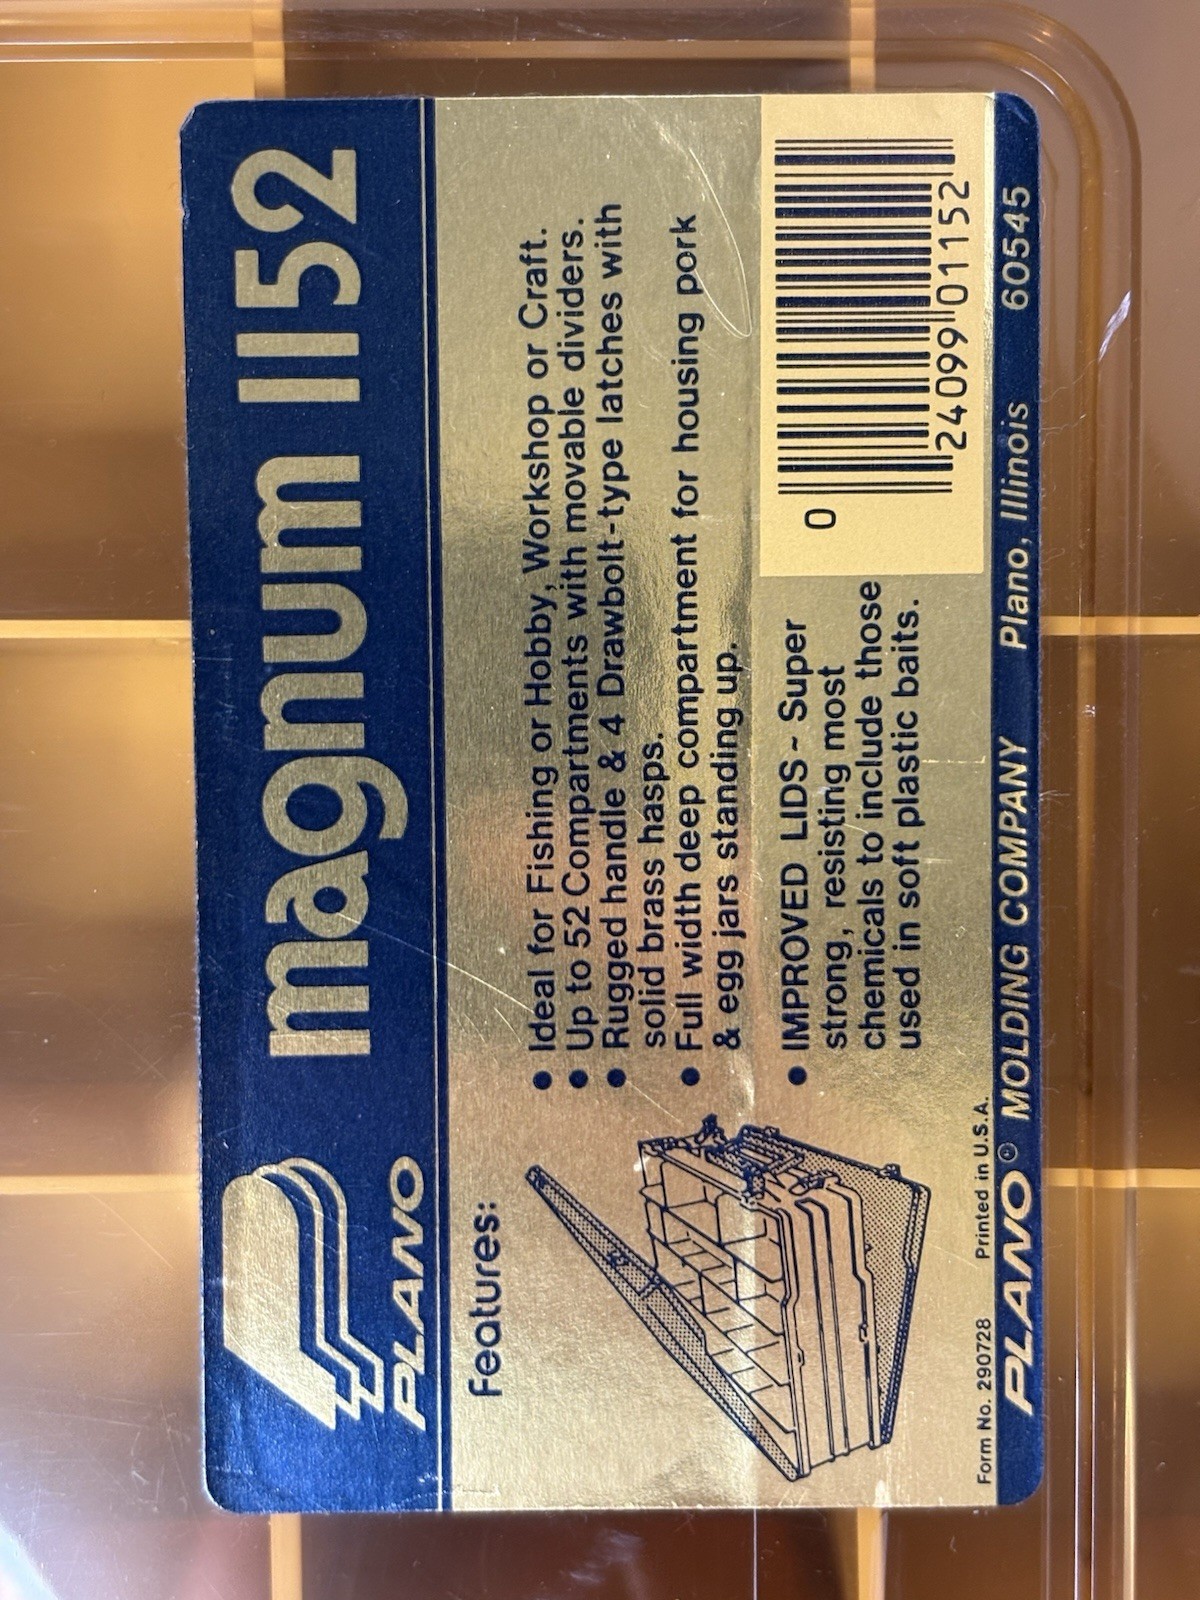 PLANO
magnum 1152
Features:
• Ideal for Fishing or Hobby, Workshop or Craft.
• Up to 52 Compartments with movable dividers.
• Rugged handle & 4 Drawbolt-type latches with
solid brass hasps.
• Full width deep compartment for housing pork
& egg jars standing up.
• IMPROVED LIDS ~ Super
strong, resisting most
chemicals to include those
used in soft plastic baits.
0 24099 01152
Form No. 290728 Printed in U.S.A.
PLANO® MOLDING COMPANY Plano, Illinois 60545